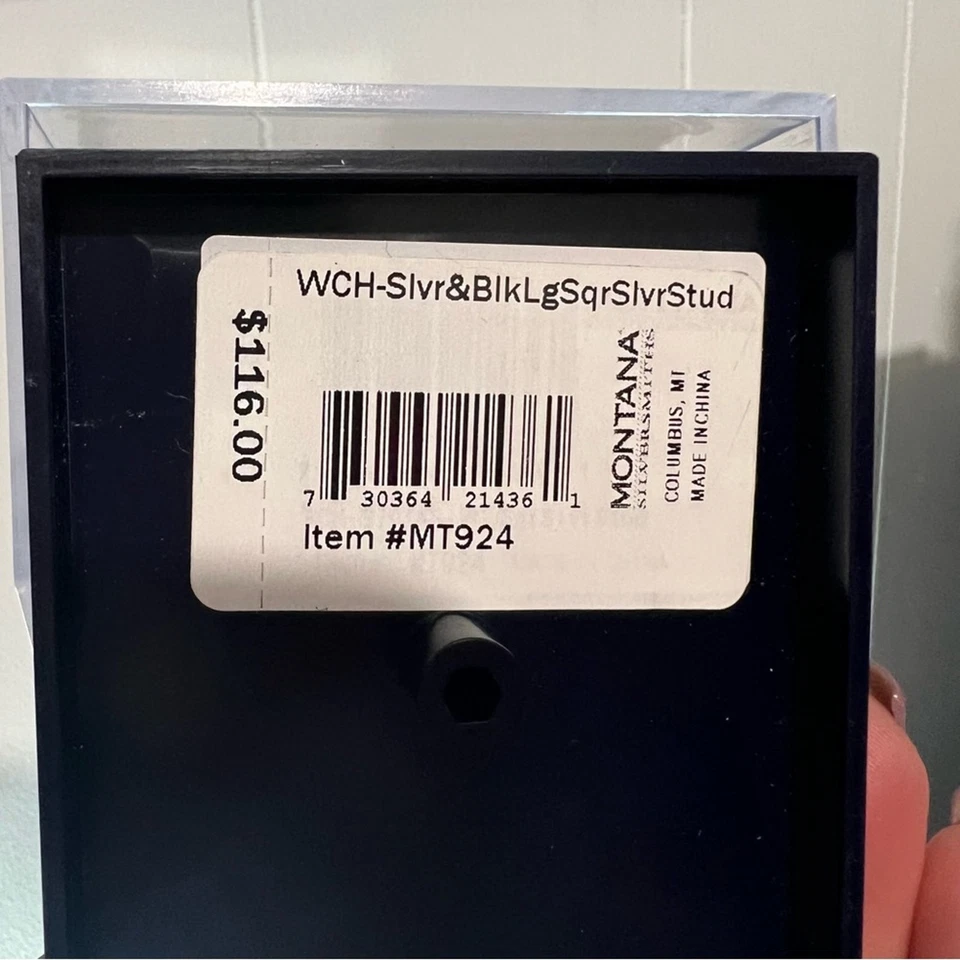 WCH-Slvr&BlkLgSqrSlvrStud
$116.00
MONTANA
SILVERSMITHS
COLUMBUS, MT
MADE INCHINA
7 30364 21436 1
Item #MT924